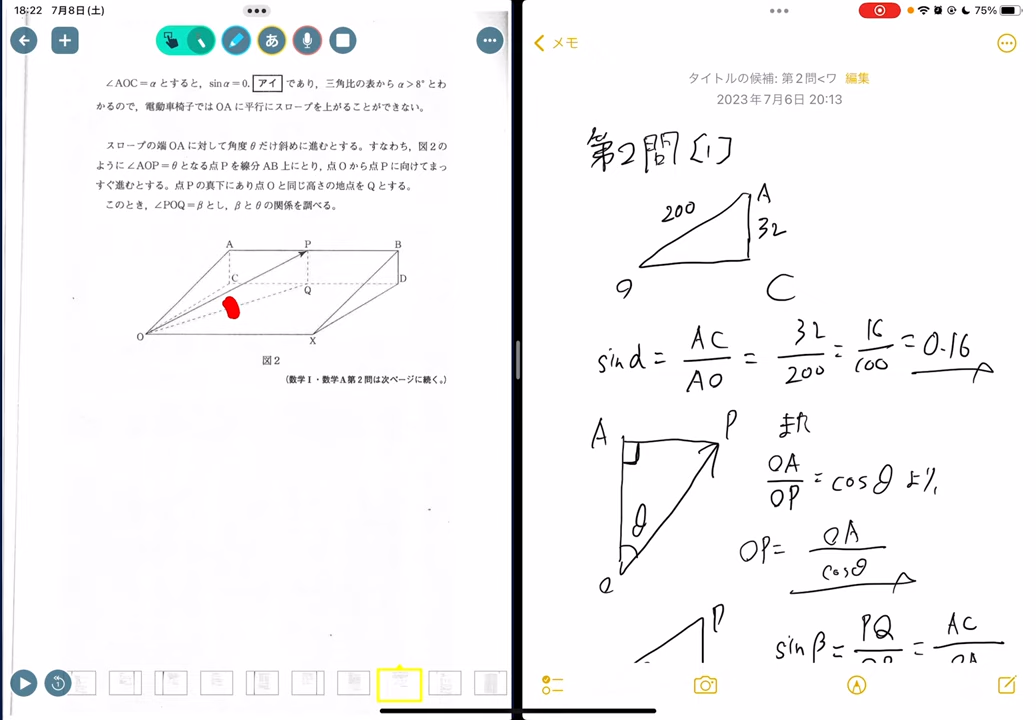 18:22 7月8日(土)
75%
あ
メモ
∠AOC=αとすると,sinα=0. アイ であり,三角比の表からα>8°とわ
かるので,電動車椅子ではOAに平行にスロープを上がることができない。
スロープの端OAに対して角度θだけ斜めに進むとする。すなわち,図2の
ように∠AOP=θとなる点Pを線分AB上にとり,点Oから点Pに向けてまっ
すぐ進むとする。点Pの真下にあり点Oと同じ高さの地点をQとする。
このとき,∠POQ=βとし,βとθの関係を調べる。
A P B
C Q D
O X
図2
(数学Ⅰ・数学A第2問は次ページに続く。)
タイトルの候補: 第2問<ワ 編集
2023年7月6日 20:13
第2問[1]
200 A
32
O C
sinα = AC/AO = 32/200 = 16/100 = 0.16
A P
θ
O
また
OA/OP = cosθ より
OP = OA/cosθ
P
sinβ = PQ/OP = AC/OA